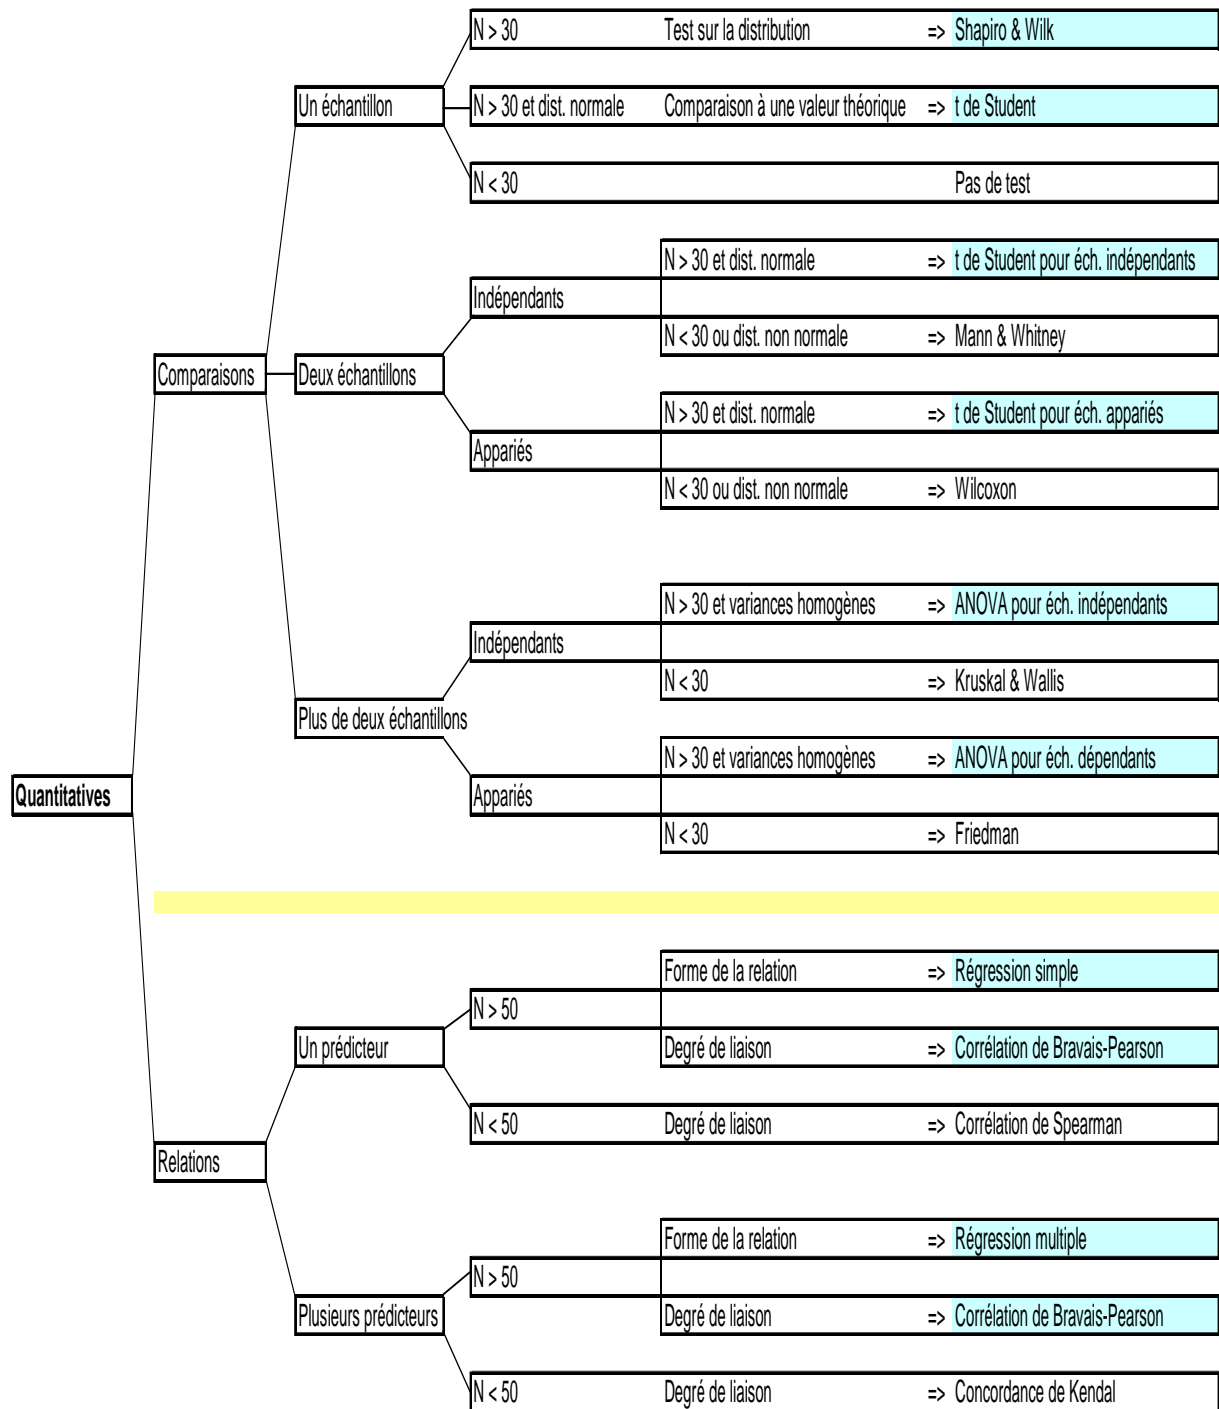 N > 30 Test sur la distribution => Shapiro & Wilk
Un échantillon N > 30 et dist. normale Comparaison à une valeur théorique => t de Student
N < 30 Pas de test
N > 30 et dist. normale => t de Student pour éch. indépendants
Indépendants
N < 30 ou dist. non normale => Mann & Whitney
Comparaisons Deux échantillons
N > 30 et dist. normale => t de Student pour éch. appariés
Appariés
N < 30 ou dist. non normale => Wilcoxon
N > 30 et variances homogènes => ANOVA pour éch. indépendants
Indépendants
N < 30 => Kruskal & Wallis
Plus de deux échantillons
N > 30 et variances homogènes => ANOVA pour éch. dépendants
Quantitatives Appariés
N < 30 => Friedman
Forme de la relation => Régression simple
N > 50
Un prédicteur Degré de liaison => Corrélation de Bravais-Pearson
N < 50 Degré de liaison => Corrélation de Spearman
Relations
Forme de la relation => Régression multiple
N > 50
Plusieurs prédicteurs Degré de liaison => Corrélation de Bravais-Pearson
N < 50 Degré de liaison => Concordance de Kendal